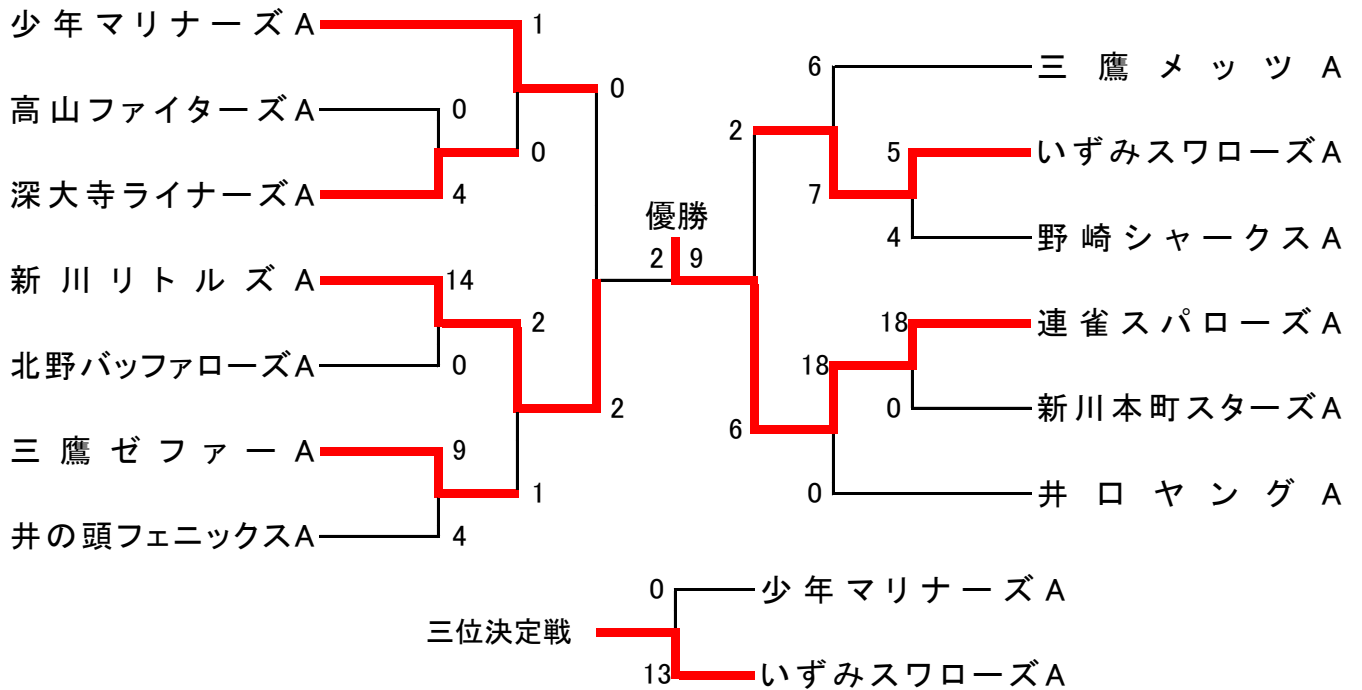 少年マリナーズA
1
0
高山ファイターズA
0
0
深大寺ライナーズA
4
新川リトルズA
14
2
北野バッファローズA
0
2
三鷹ゼファーA
9
1
井の頭フェニックスA
4
優勝
2 9
6
三鷹メッツA
2
5
いずみスワローズA
7
4
野崎シャークスA
18
連雀スパローズA
18
0
新川本町スターズA
6
0
井口ヤングA
三位決定戦
0
少年マリナーズA
13
いずみスワローズA